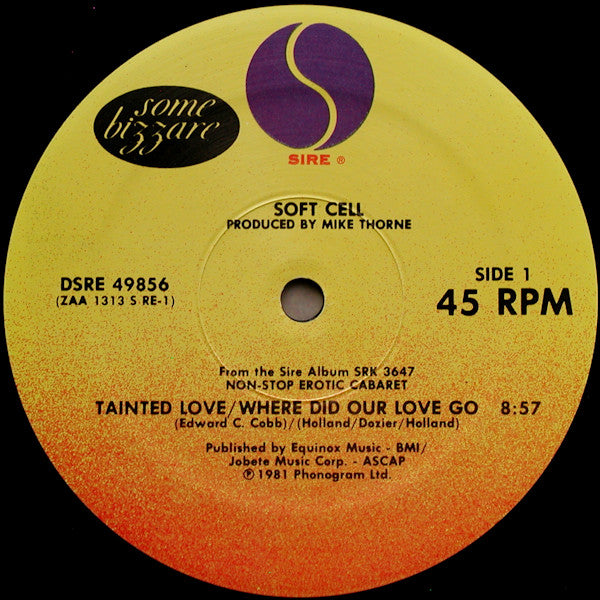 some
bizzare
SIRE ®
SOFT CELL
PRODUCED BY MIKE THORNE
DSRE 49856
(ZAA 1313 S RE-1)
SIDE 1
45 RPM
From the Sire Album SRK 3647
NON-STOP EROTIC CABARET
TAINTED LOVE/WHERE DID OUR LOVE GO 8:57
(Edward C. Cobb)/(Holland/Dozier/Holland)
Published by Equinox Music - BMI/
Jobete Music Corp. - ASCAP
℗ 1981 Phonogram Ltd.